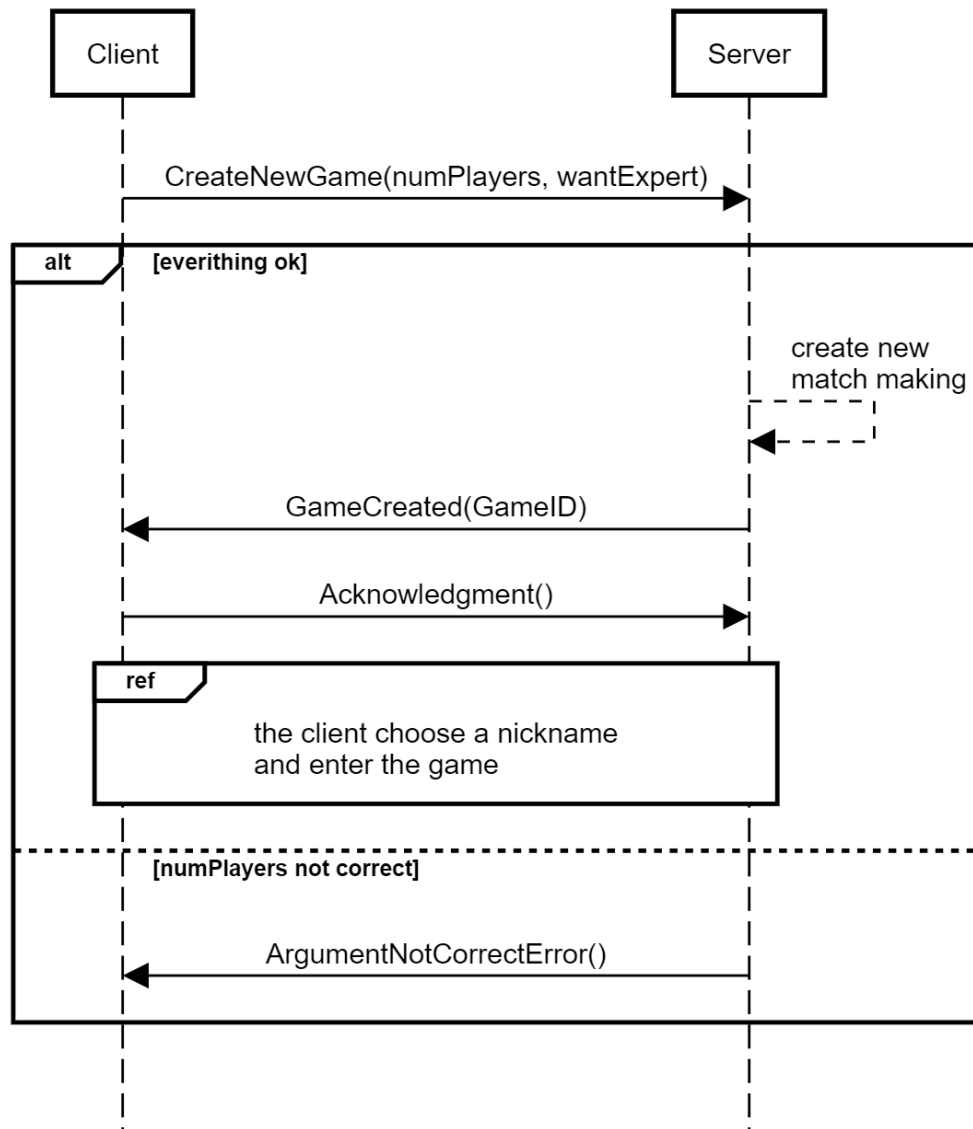 Client
Server
CreateNewGame(numPlayers, wantExpert)
alt
[everithing ok]
create new
match making
GameCreated(GameID)
Acknowledgment()
ref
the client choose a nickname
and enter the game
[numPlayers not correct]
ArgumentNotCorrectError()